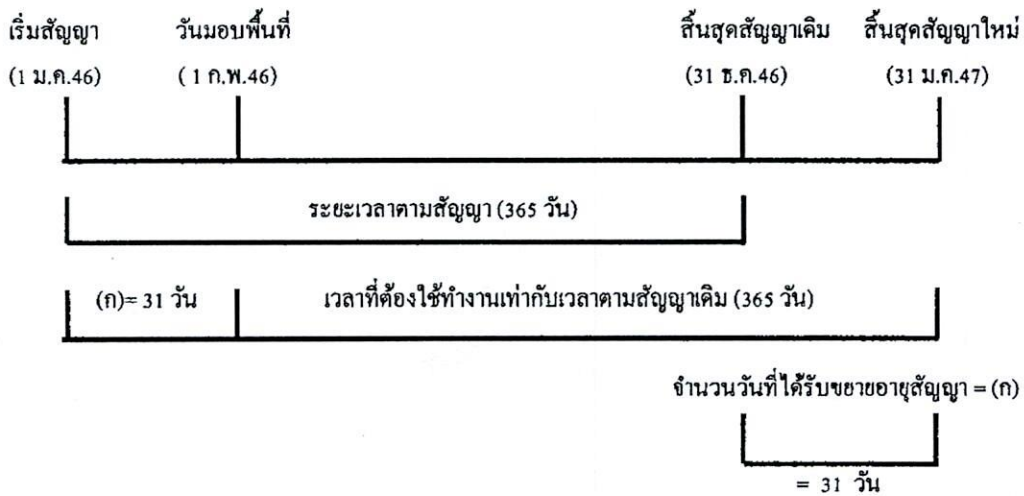 เริ่มสัญญา วันมอบพื้นที่ สิ้นสุดสัญญาเดิม สิ้นสุดสัญญาใหม่
(1 ม.ค.46) ( 1 ก.พ.46) (31 ธ.ค.46) (31 ม.ค.47)
ระยะเวลาตามสัญญา (365 วัน)
(ก)= 31 วัน เวลาที่ต้องใช้ทำงานเท่ากับเวลาตามสัญญาเดิม (365 วัน)
จำนวนวันที่ได้รับขยายอายุสัญญา = (ก)
= 31 วัน